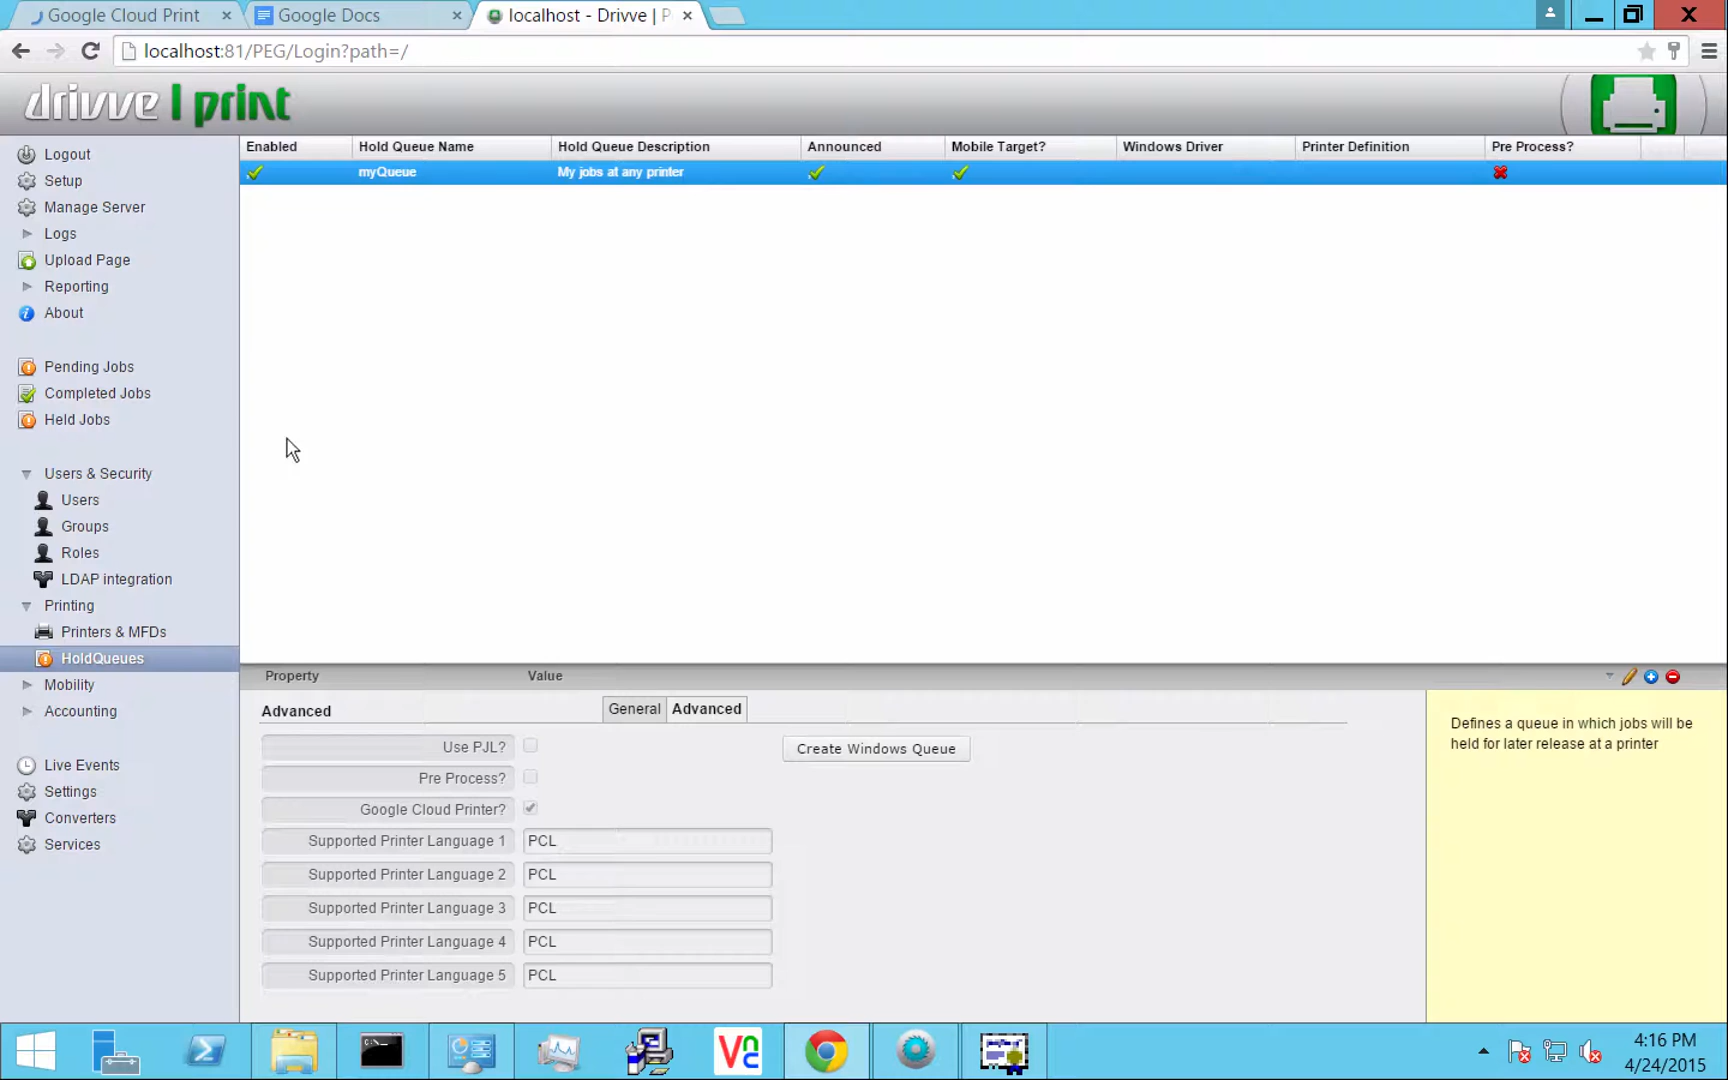 Google Cloud Print
Google Docs
localhost - Drivve | P
localhost:81/PEG/Login?path=/
drivve | print
Enabled Hold Queue Name Hold Queue Description Announced Mobile Target? Windows Driver Printer Definition Pre Process?
myQueue My jobs at any printer
Logout
Setup
Manage Server
Logs
Upload Page
Reporting
About
Pending Jobs
Completed Jobs
Held Jobs
Users & Security
Users
Groups
Roles
LDAP integration
Printing
Printers & MFDs
HoldQueues
Mobility
Accounting
Live Events
Settings
Converters
Services
Property Value
Advanced General Advanced
Use PJL? Create Windows Queue
Pre Process?
Google Cloud Printer?
Supported Printer Language 1 PCL
Supported Printer Language 2 PCL
Supported Printer Language 3 PCL
Supported Printer Language 4 PCL
Supported Printer Language 5 PCL
Defines a queue in which jobs will be
held for later release at a printer
4:16 PM
4/24/2015